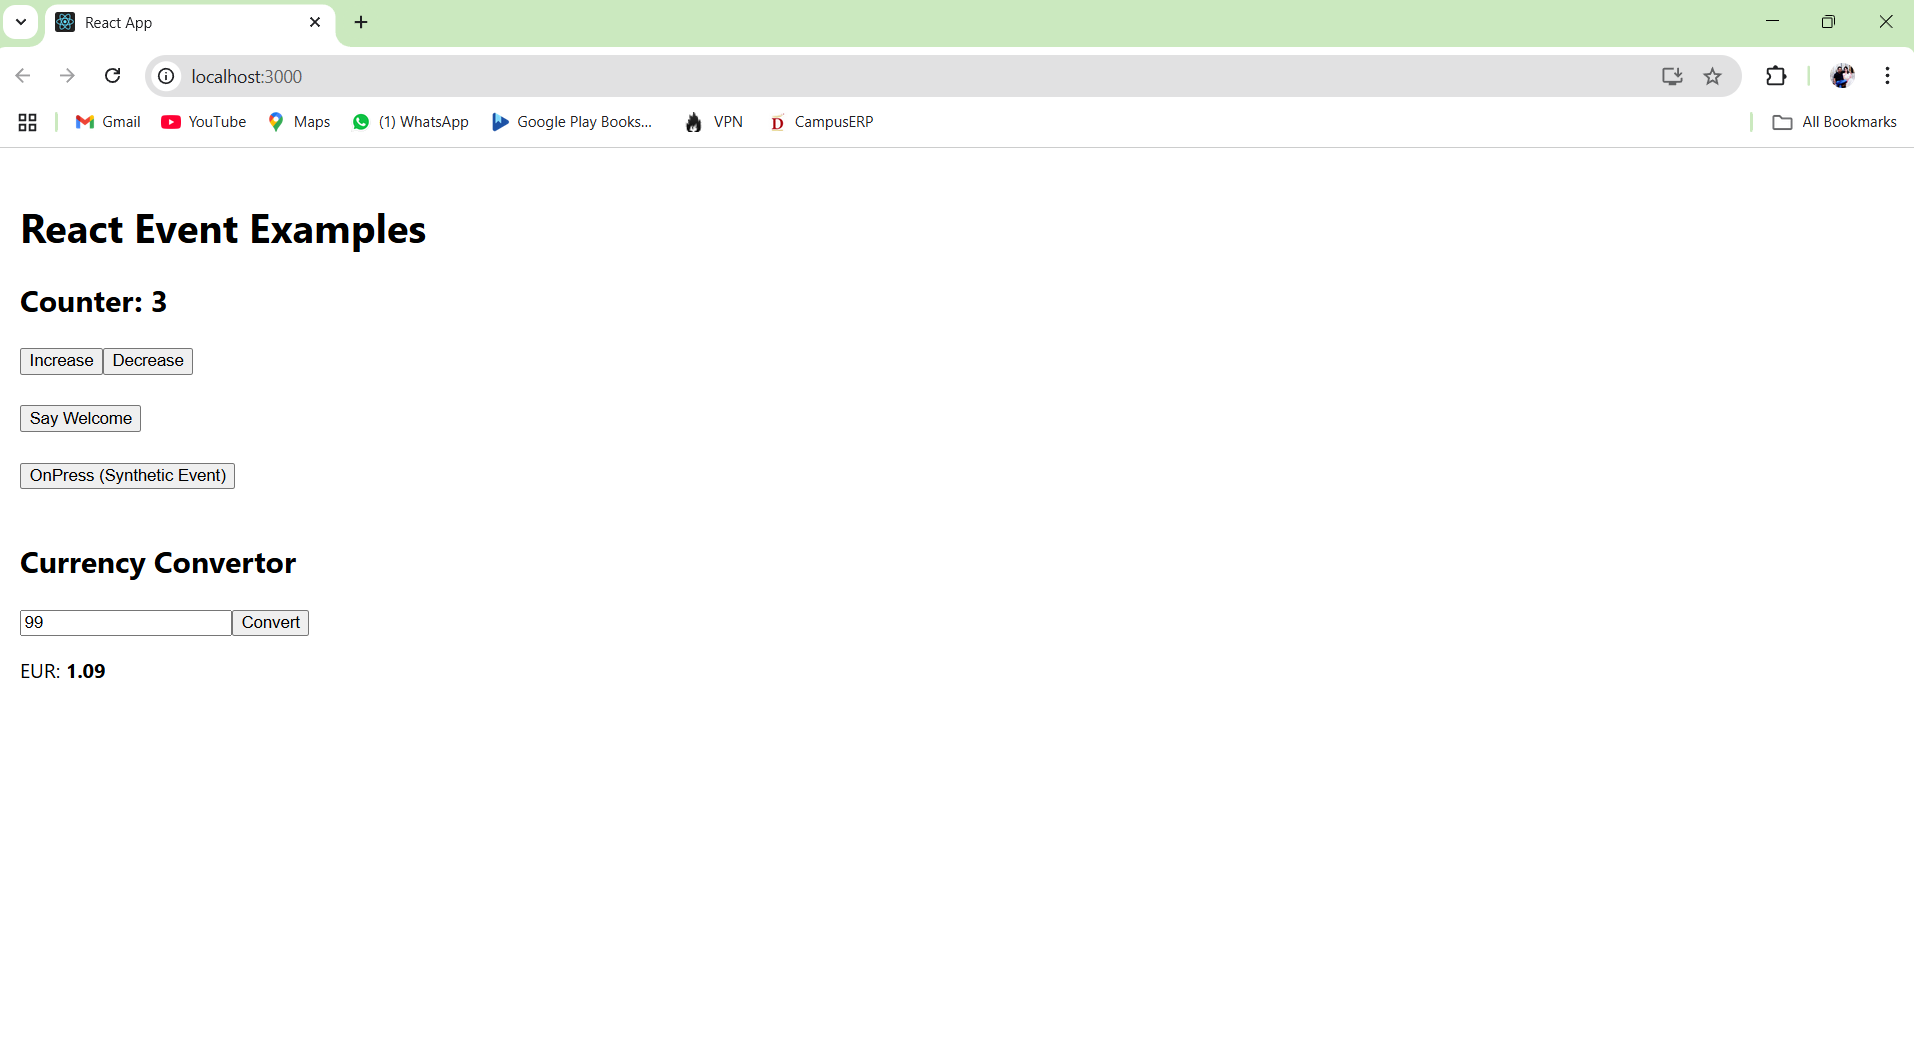 React App
localhost:3000
Gmail YouTube Maps (1) WhatsApp Google Play Books... VPN D CampusERP All Bookmarks
React Event Examples
Counter: 3
Increase Decrease
Say Welcome
OnPress (Synthetic Event)
Currency Convertor
99 Convert
EUR: 1.09